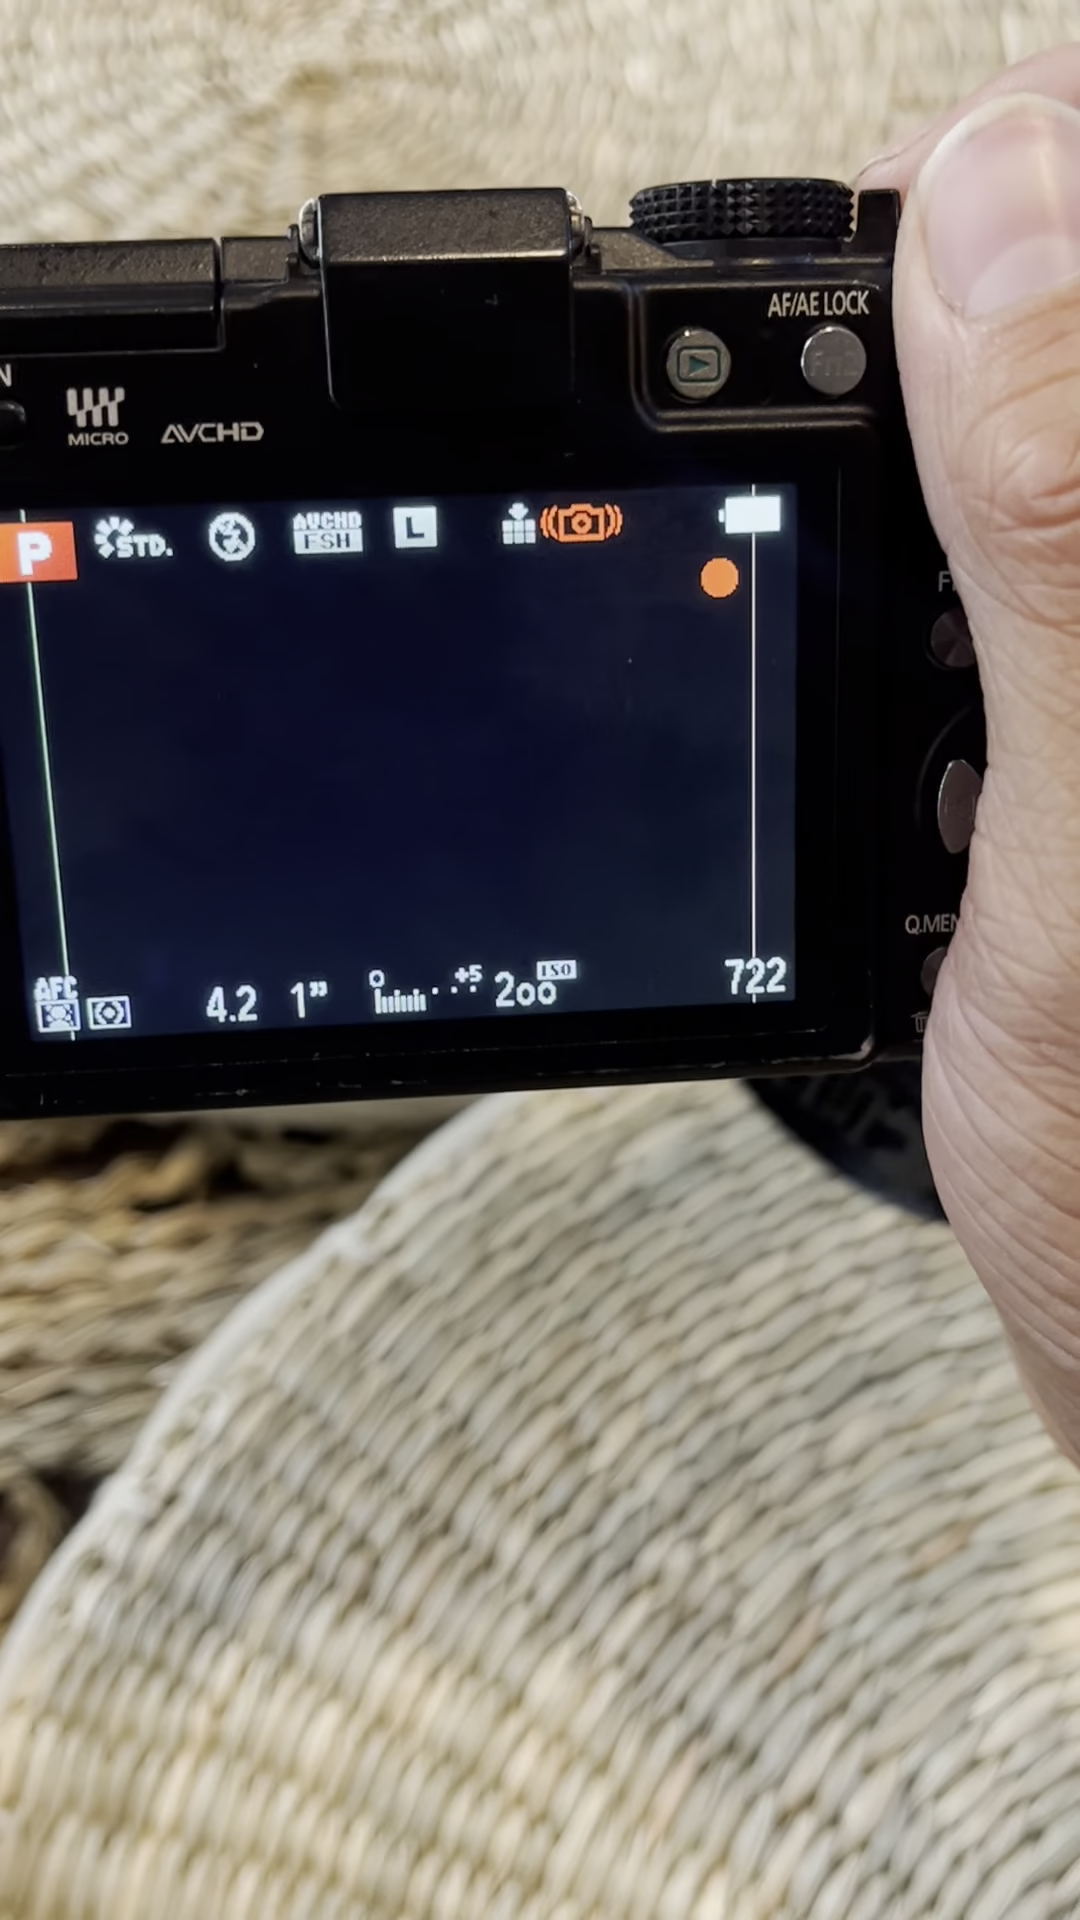 AF/AE LOCK
Fn2
N
MICRO
AVCHD
P
STD.
AVCHD
FSH
L
AFC
4.2
1"
0
+5
200
ISO
722
F
Q.MEN